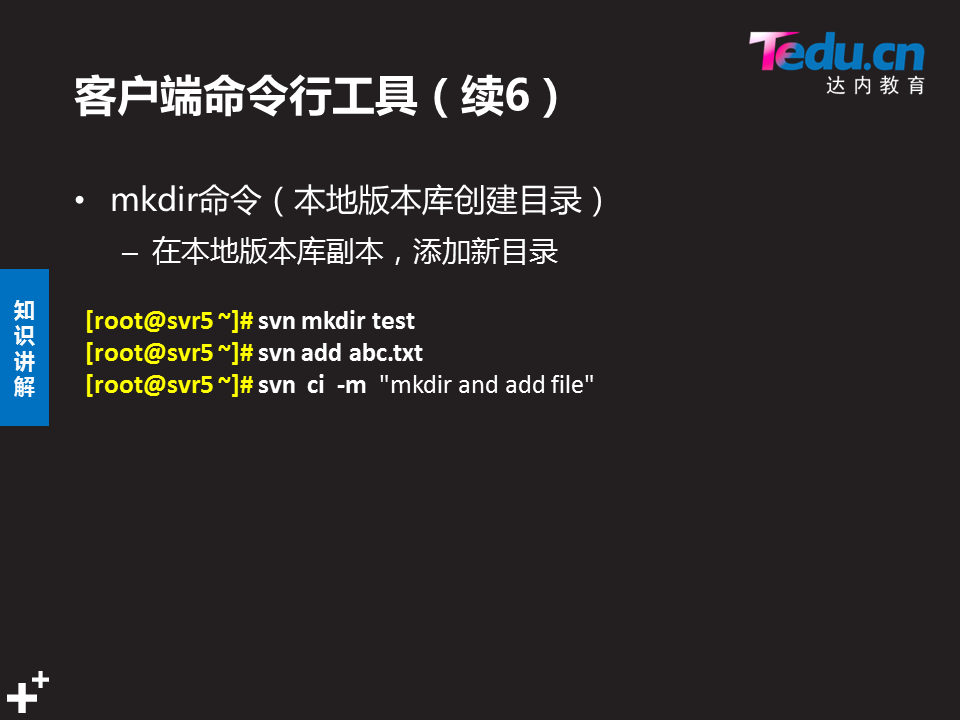 Tedu.cn
达内教育
客户端命令行工具（续6）
• mkdir命令（本地版本库创建目录）
– 在本地版本库副本，添加新目录
知识讲解
[root@svr5 ~]# svn mkdir test
[root@svr5 ~]# svn add abc.txt
[root@svr5 ~]# svn ci -m "mkdir and add file"